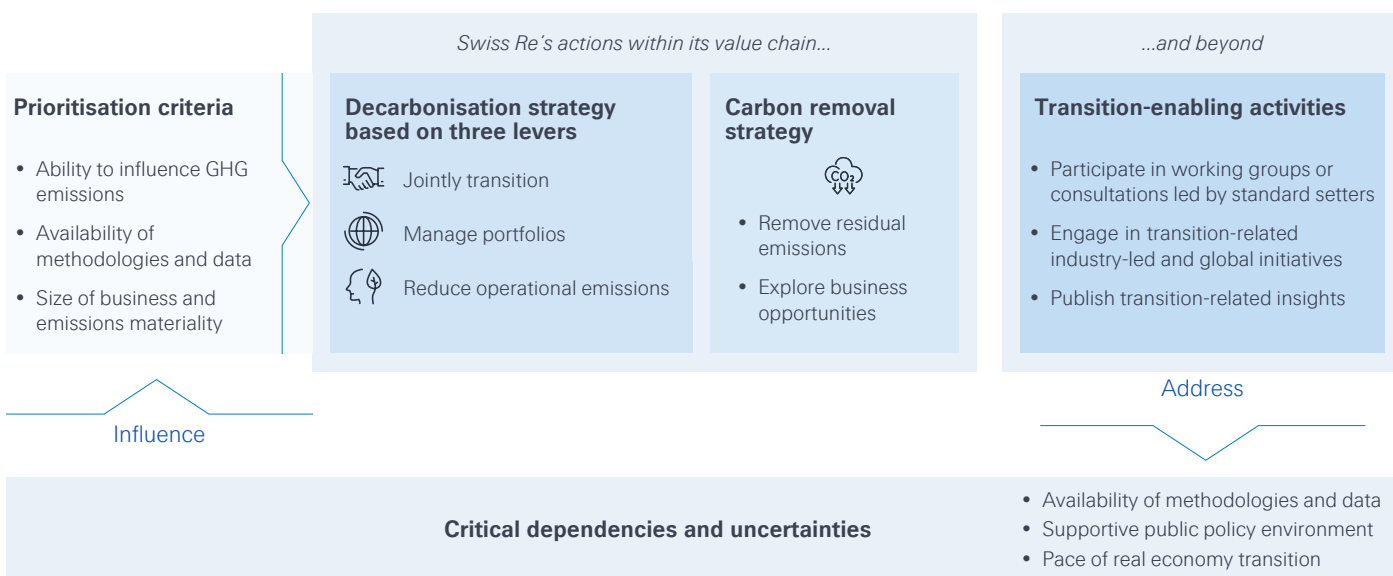 Swiss Re's actions within its value chain...
...and beyond
Prioritisation criteria
• Ability to influence GHG
emissions
• Availability of
methodologies and data
• Size of business and
emissions materiality
Decarbonisation strategy
based on three levers
Jointly transition
Manage portfolios
Reduce operational emissions
Carbon removal
strategy
CO₂
• Remove residual
emissions
• Explore business
opportunities
Transition-enabling activities
• Participate in working groups or
consultations led by standard setters
• Engage in transition-related
industry-led and global initiatives
• Publish transition-related insights
Influence
Address
Critical dependencies and uncertainties
• Availability of methodologies and data
• Supportive public policy environment
• Pace of real economy transition